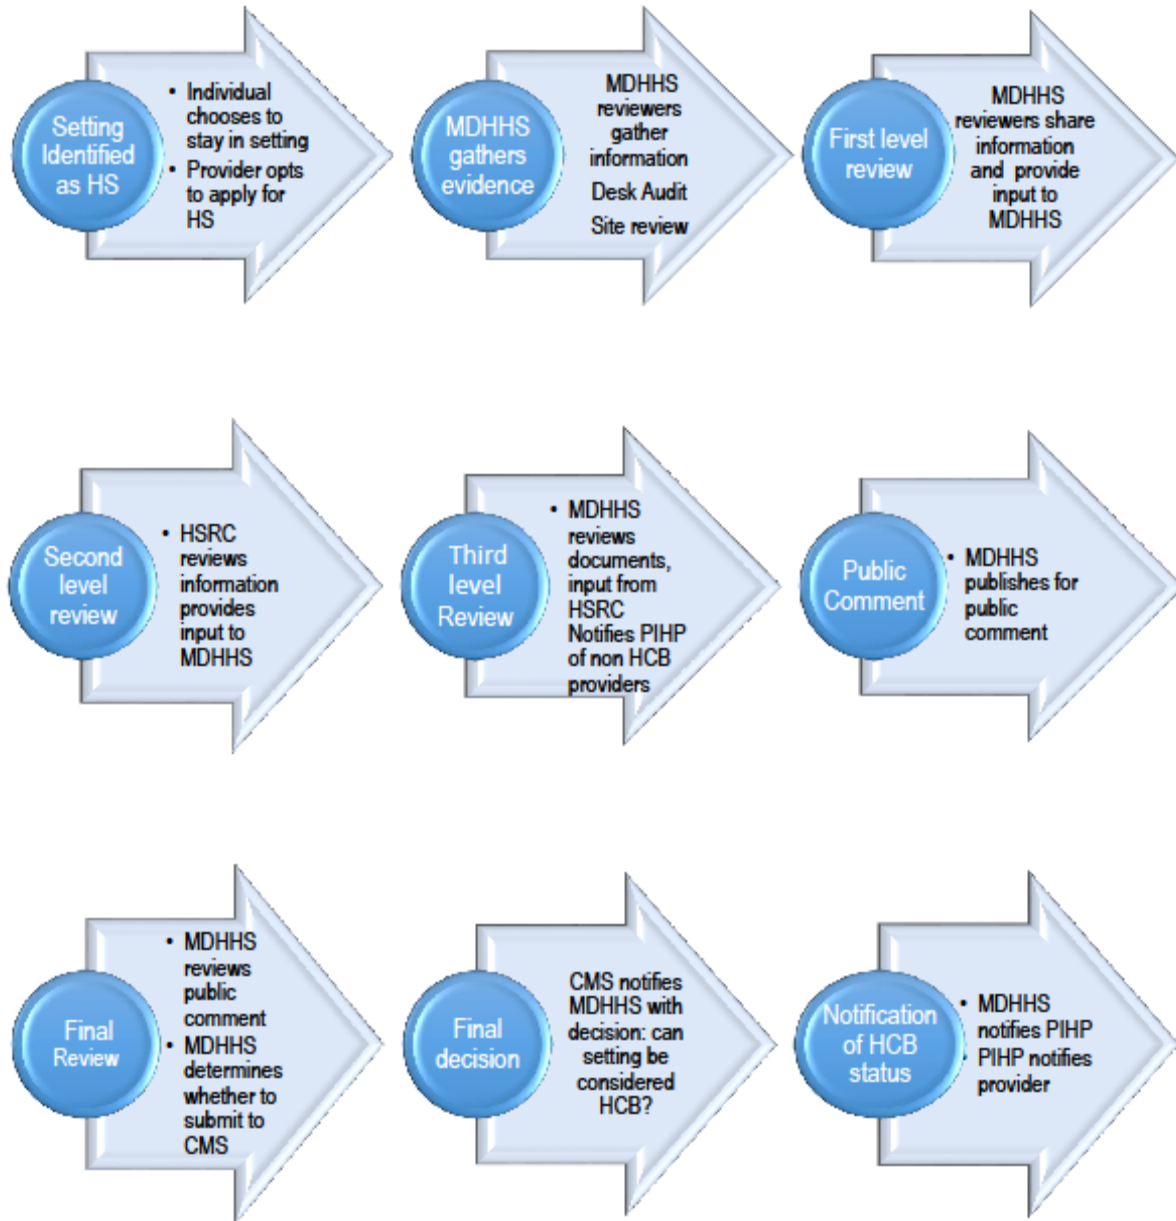 Setting
Identified
as HS
• Individual
chooses to
stay in setting
• Provider opts
to apply for
HS
MDHHS
gathers
evidence
MDHHS
reviewers
gather
information
Desk Audit
Site review
First level
review
MDHHS
reviewers share
information
and provide
input to
MDHHS
Second
level
review
• HSRC
reviews
information
provides
input to
MDHHS
Third
level
Review
• MDHHS
reviews
documents,
input from
HSRC
Notifies PIHP
of non HCB
providers
Public
Comment
• MDHHS
publishes for
public
comment
Final
Review
• MDHHS
reviews
public
comment
• MDHHS
determines
whether to
submit to
CMS
Final
decision
CMS notifies
MDHHS with
decision: can
setting be
considered
HCB?
Notification
of HCB
status
• MDHHS
notifies PIHP
• PIHP notifies
provider